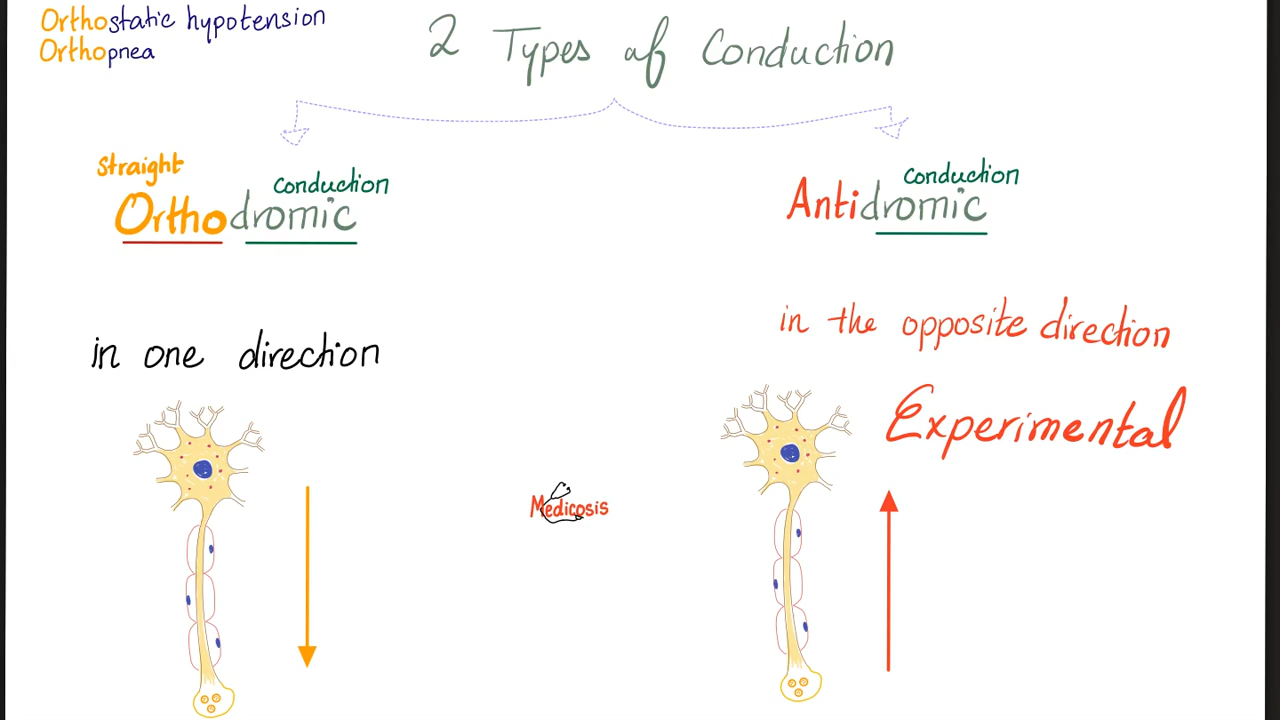 Orthostatic hypotension
Orthopnea
2 Types of Conduction
Straight
conduction
Orthodromic
conduction
Antidromic
in one direction
in the opposite direction
Experimental
Medicosis